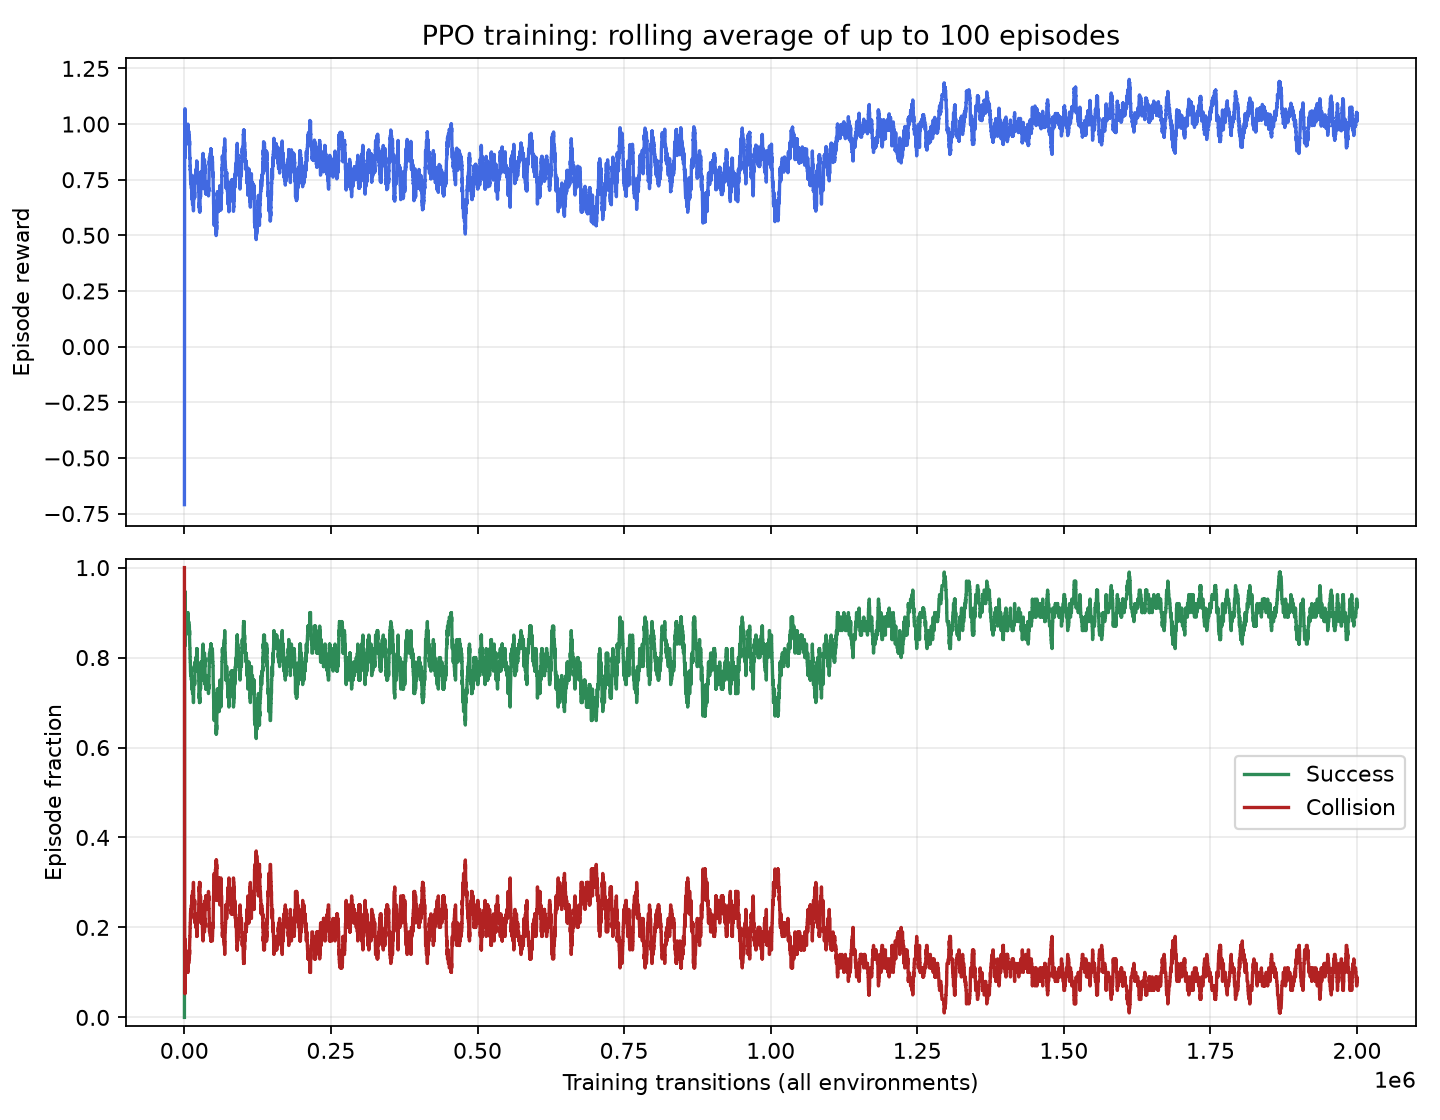 PPO training: rolling average of up to 100 episodes
1.25
1.00
0.75
0.50
0.25
0.00
−0.25
−0.50
−0.75
Episode reward
1.0
0.8
0.6
0.4
0.2
0.0
Episode fraction
Success
Collision
0.00 0.25 0.50 0.75 1.00 1.25 1.50 1.75 2.00
1e6
Training transitions (all environments)